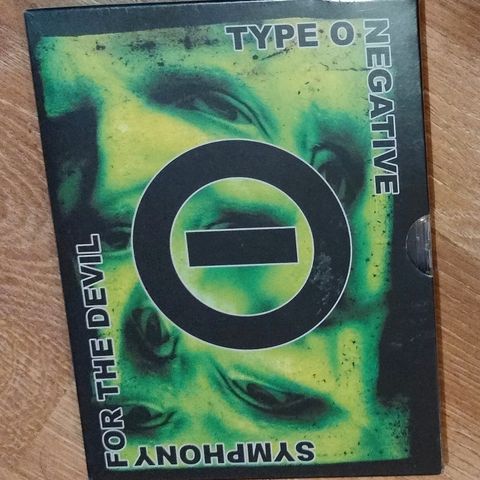 TYPE O
NEGATIVE
SYMPHONY
FOR THE DEVIL